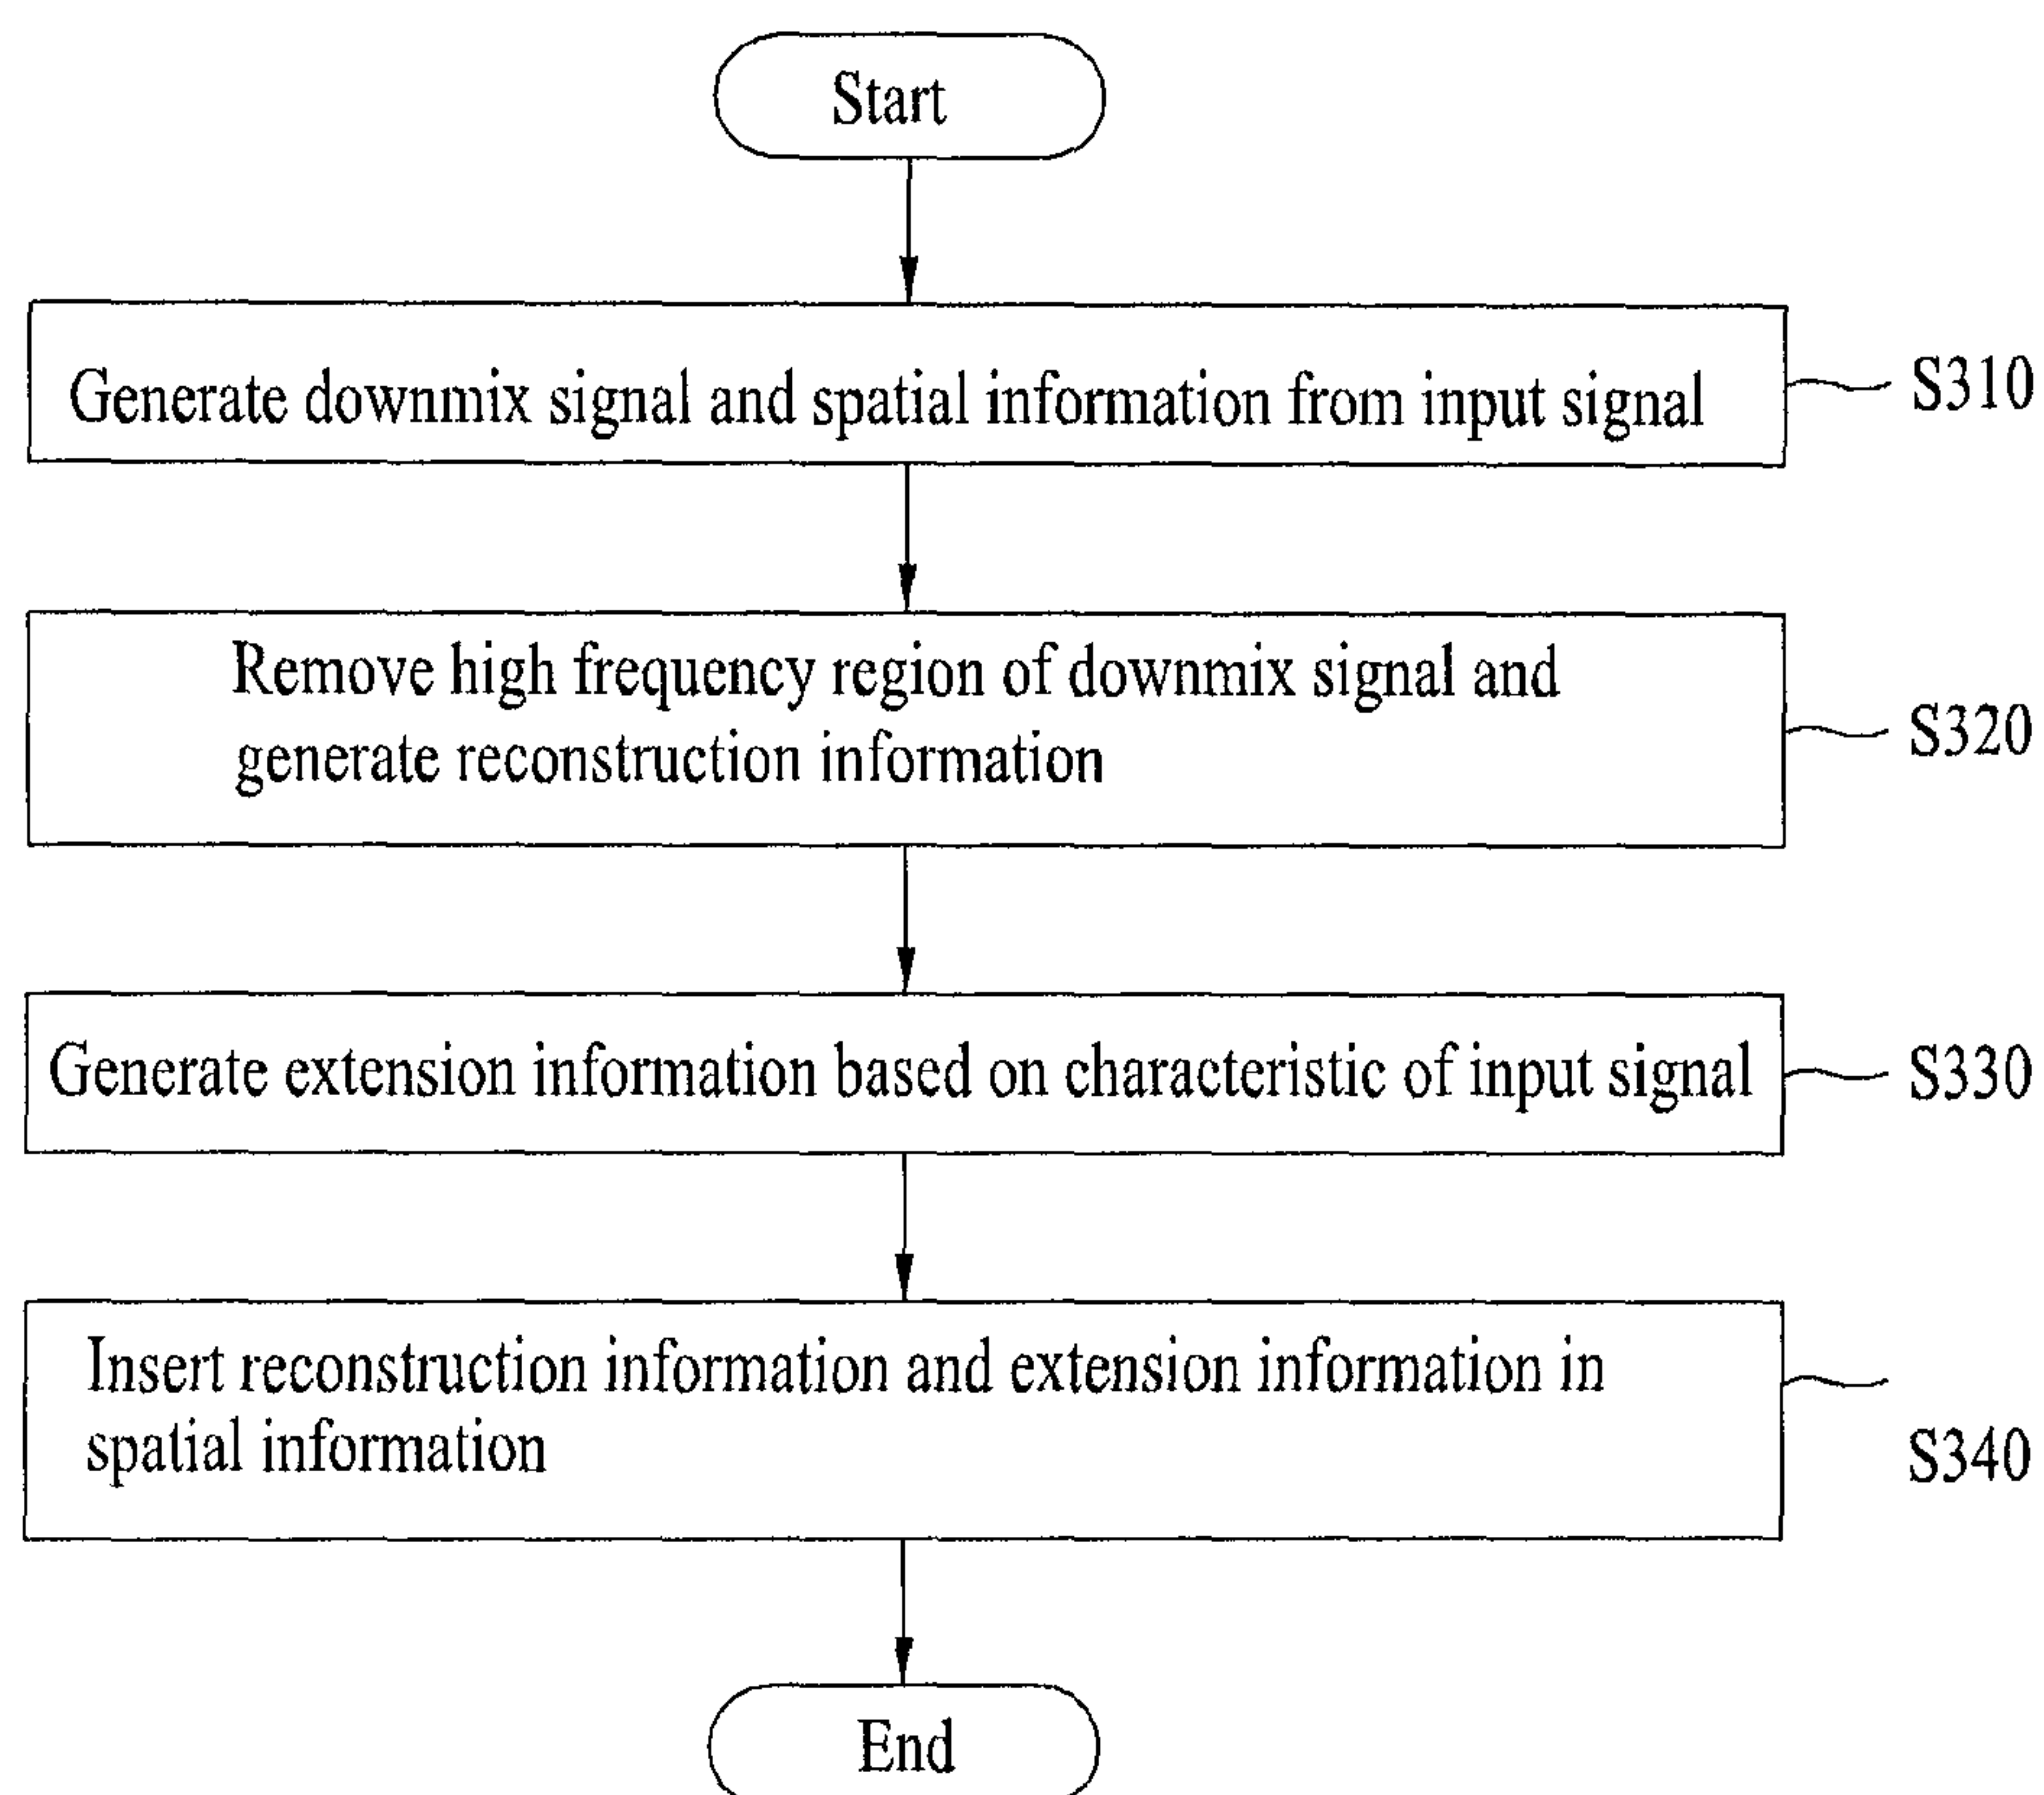 Start
Generate downmix signal and spatial information from input signal
S310
Remove high frequency region of downmix signal and
generate reconstruction information
S320
Generate extension information based on characteristic of input signal
S330
Insert reconstruction information and extension information in
spatial information
S340
End